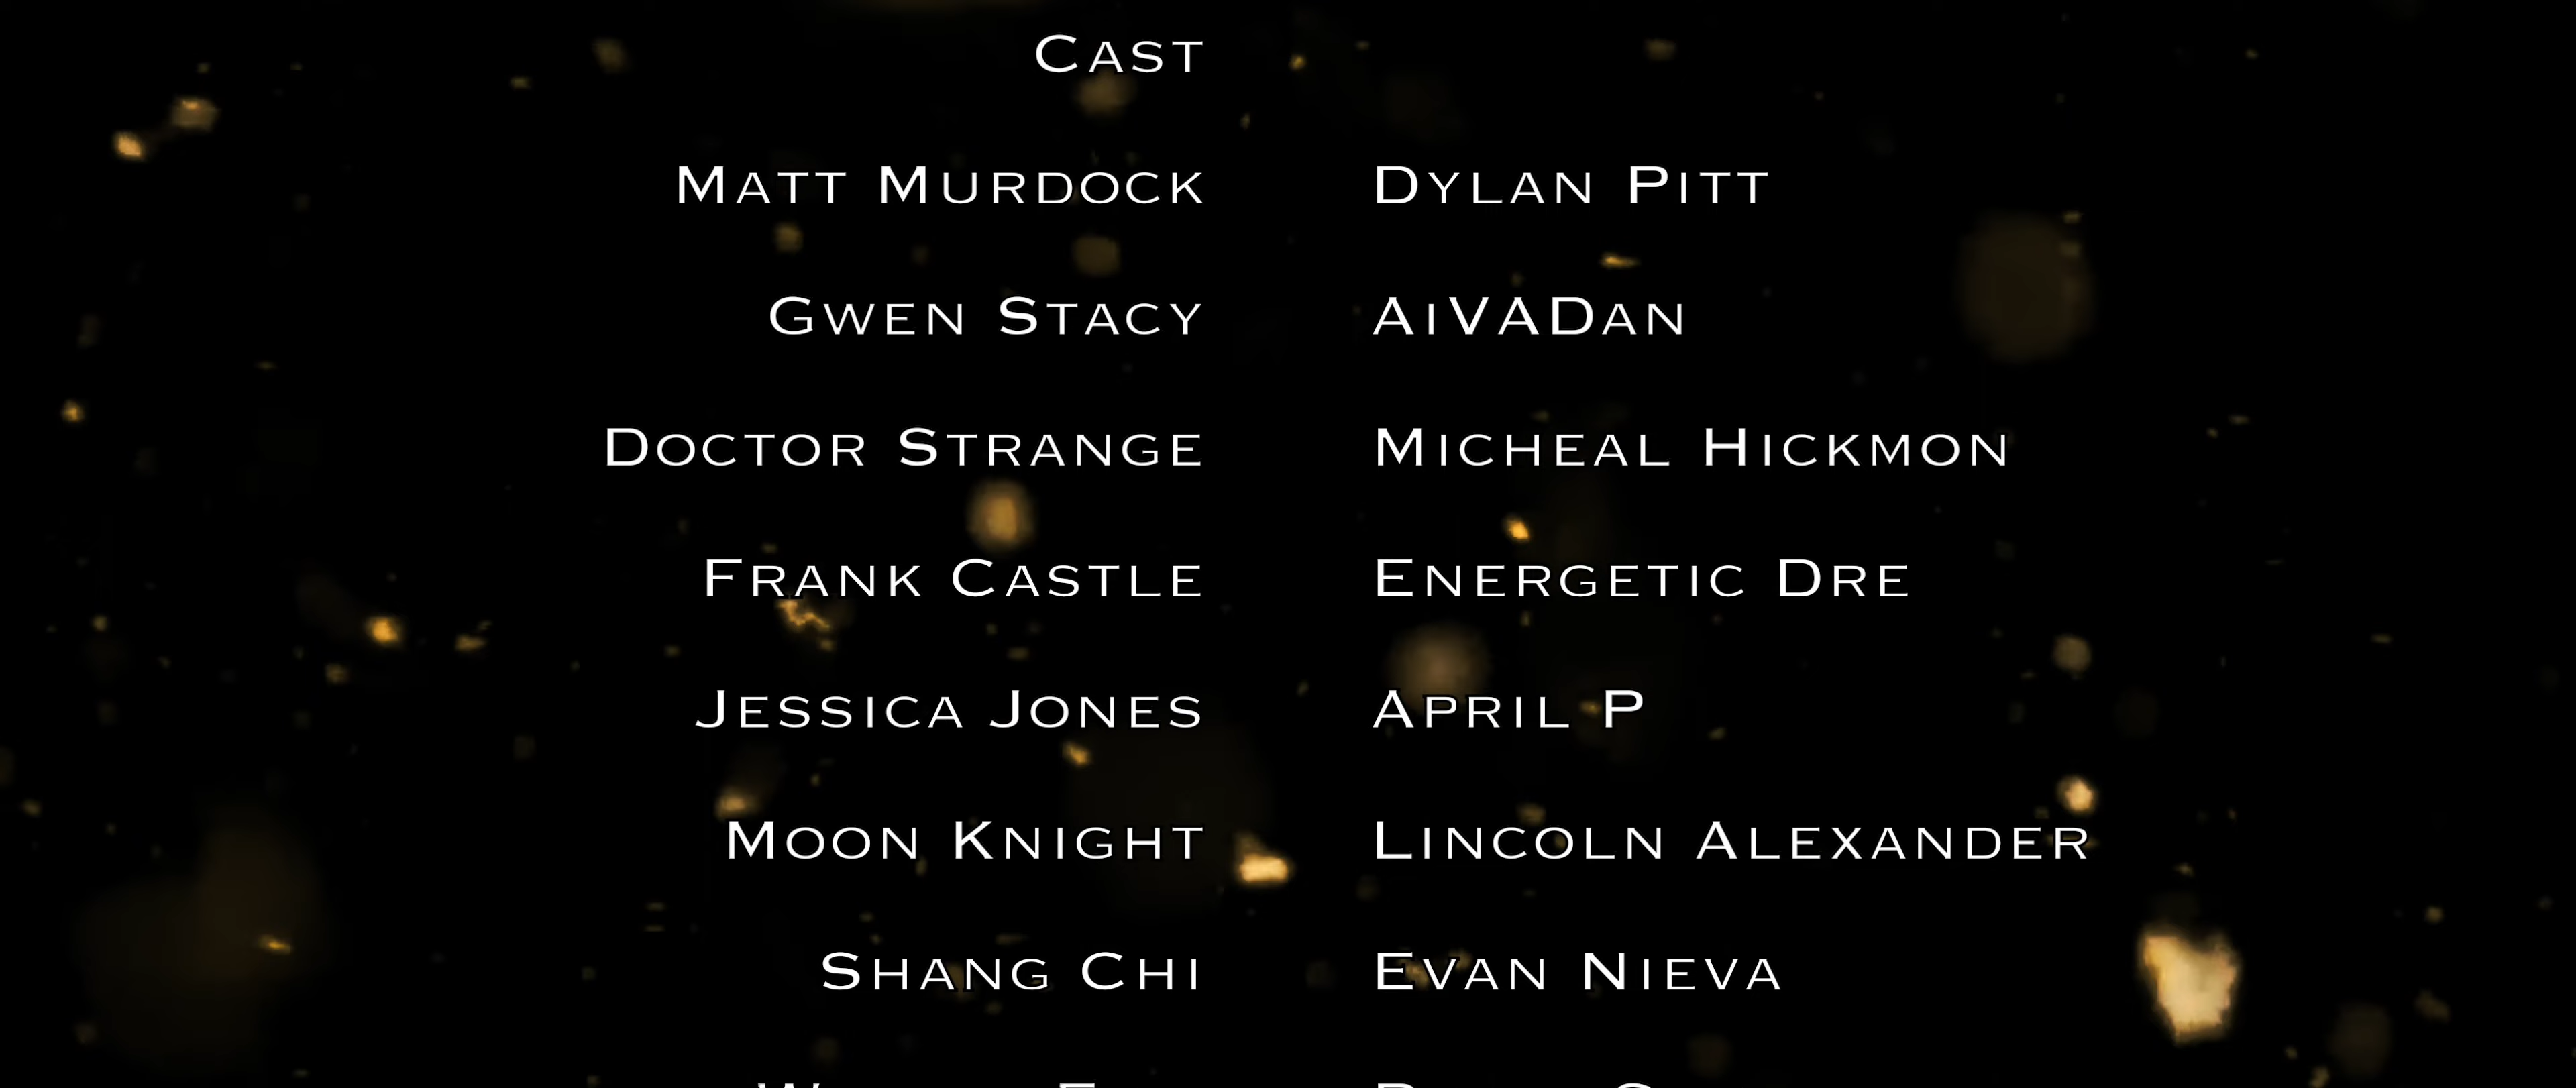 Cast
Matt Murdock Dylan Pitt
Gwen Stacy AiVADan
Doctor Strange Micheal Hickmon
Frank Castle Energetic Dre
Jessica Jones April P
Moon Knight Lincoln Alexander
Shang Chi Evan Nieva